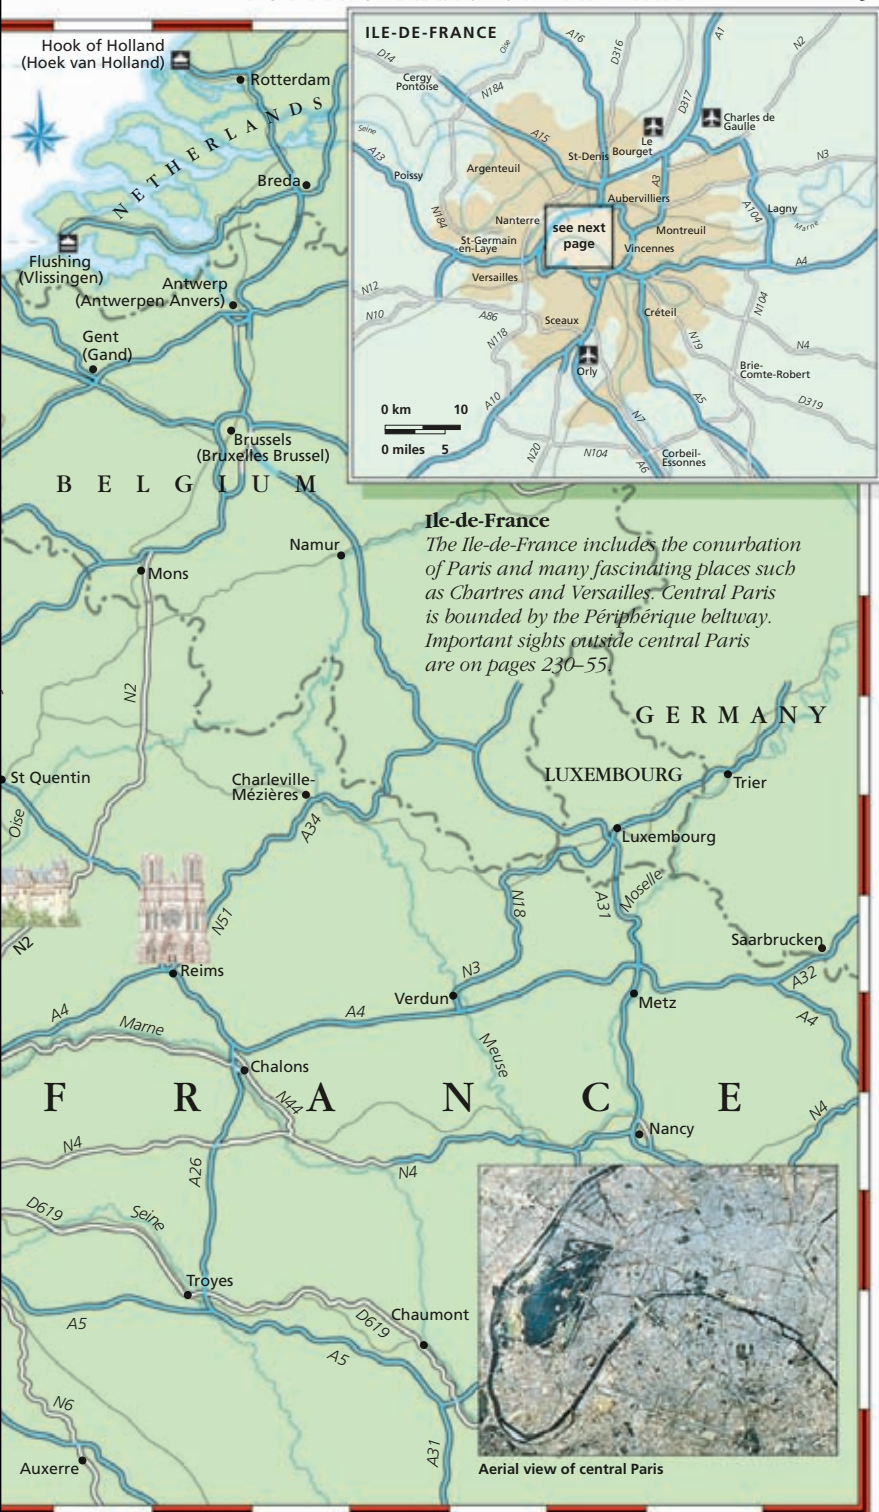 Hook of Holland
(Hoek van Holland)
Rotterdam
NETHERLANDS
Breda
Flushing
(Vlissingen)
Antwerp
(Antwerpen Anvers)
Gent
(Gand)
Brussels
(Bruxelles Brussel)
BELGIUM
Namur
Mons
N2
ILE-DE-FRANCE
D14
Oise
A16
D316
A1
N2
Cergy
Pontoise
N184
D317
Charles de
Gaulle
Seine
A15
Le
Bourget
St-Denis
A13
N3
Poissy
Argenteuil
A3
Aubervilliers
A104
Lagny
N184
Nanterre
Marne
see next
page
Montreuil
St-Germain
en-Laye
Vincennes
A4
Versailles
N12
N10
A86
Sceaux
Créteil
N104
N118
N19
N4
Orly
Brie-
Comte-Robert
A10
A5
D319
0 km 10
N7
0 miles 5
N20
N104
A6
Corbeil-
Essonnes
Ile-de-France
The Ile-de-France includes the conurbation
of Paris and many fascinating places such
as Chartres and Versailles. Central Paris
is bounded by the Périphérique beltway.
Important sights outside central Paris
are on pages 230–55.
GERMANY
LUXEMBOURG
Trier
St Quentin
Charleville-
Mézières
Oise
A34
Luxembourg
Moselle
N18
A31
N51
N2
Saarbrucken
Reims
N3
A32
Verdun
Metz
A4
A4
A4
Marne
Meuse
Chalons
FRANCE
N44
N4
Nancy
N4
N4
A26
D619
Seine
Troyes
Chaumont
D619
A5
A5
N6
A31
Auxerre
Aerial view of central Paris